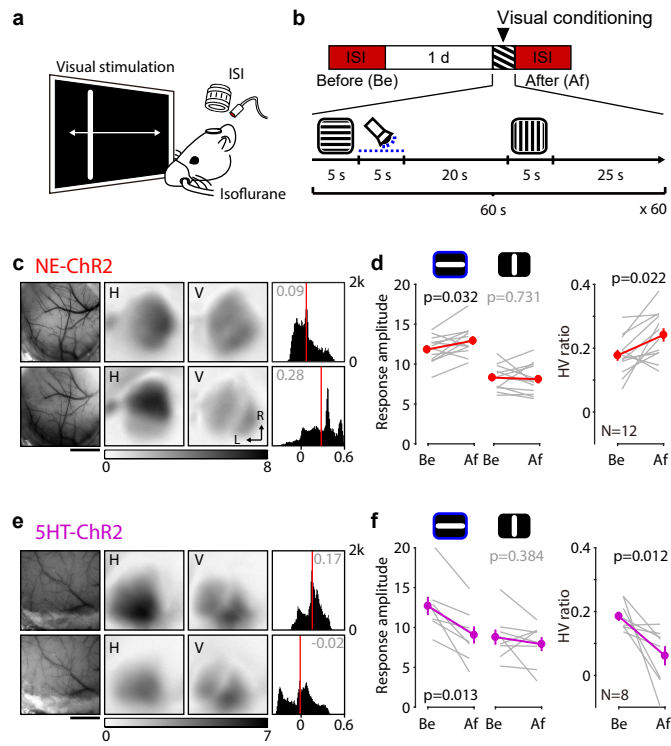 a
Visual stimulation
ISI
Isoflurane
b
Visual conditioning
ISI
1 d
ISI
Before (Be)
After (Af)
5 s
5 s
20 s
5 s
25 s
60 s
x 60
c NE-ChR2
H
V
0.09
2k
0
H
V
0.28
R
L
0
8
0
0.6
d
p=0.032
p=0.731
Response amplitude
20
15
10
5
0
Be
Af
Be
Af
p=0.022
HV ratio
0.4
0.2
0
N=12
Be
Af
e 5HT-ChR2
H
V
0.17
2k
0
H
V
-0.02
0
7
0
0.6
f
p=0.384
Response amplitude
20
15
10
5
0
p=0.013
Be
Af
Be
Af
p=0.012
HV ratio
0.4
0.2
0
N=8
Be
Af